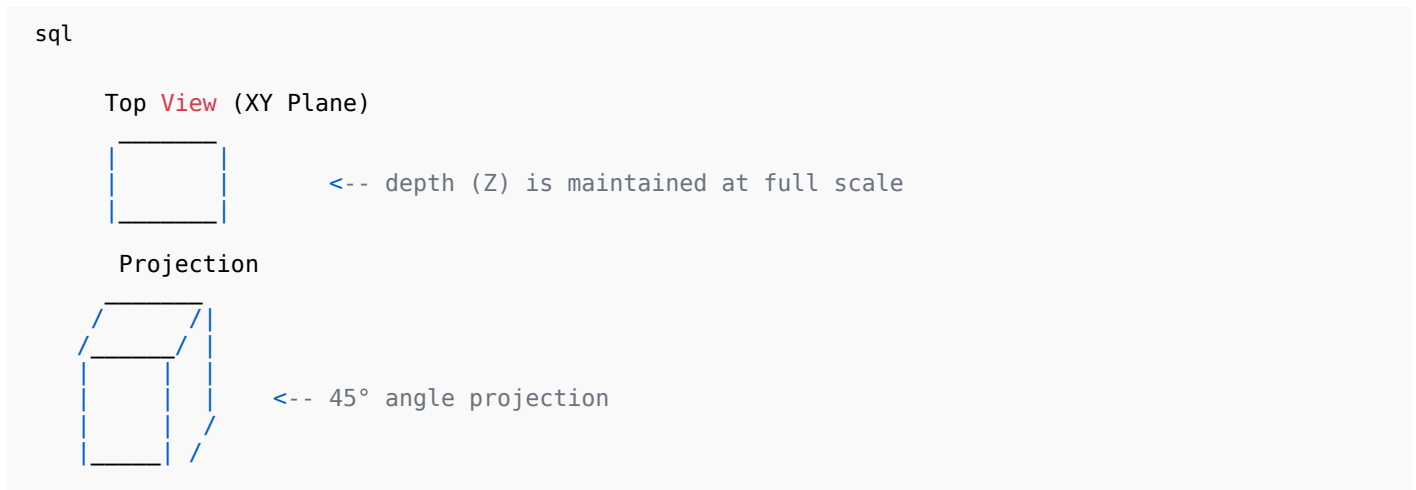 sql
Top View (XY Plane)
<-- depth (Z) is maintained at full scale
Projection
<-- 45° angle projection